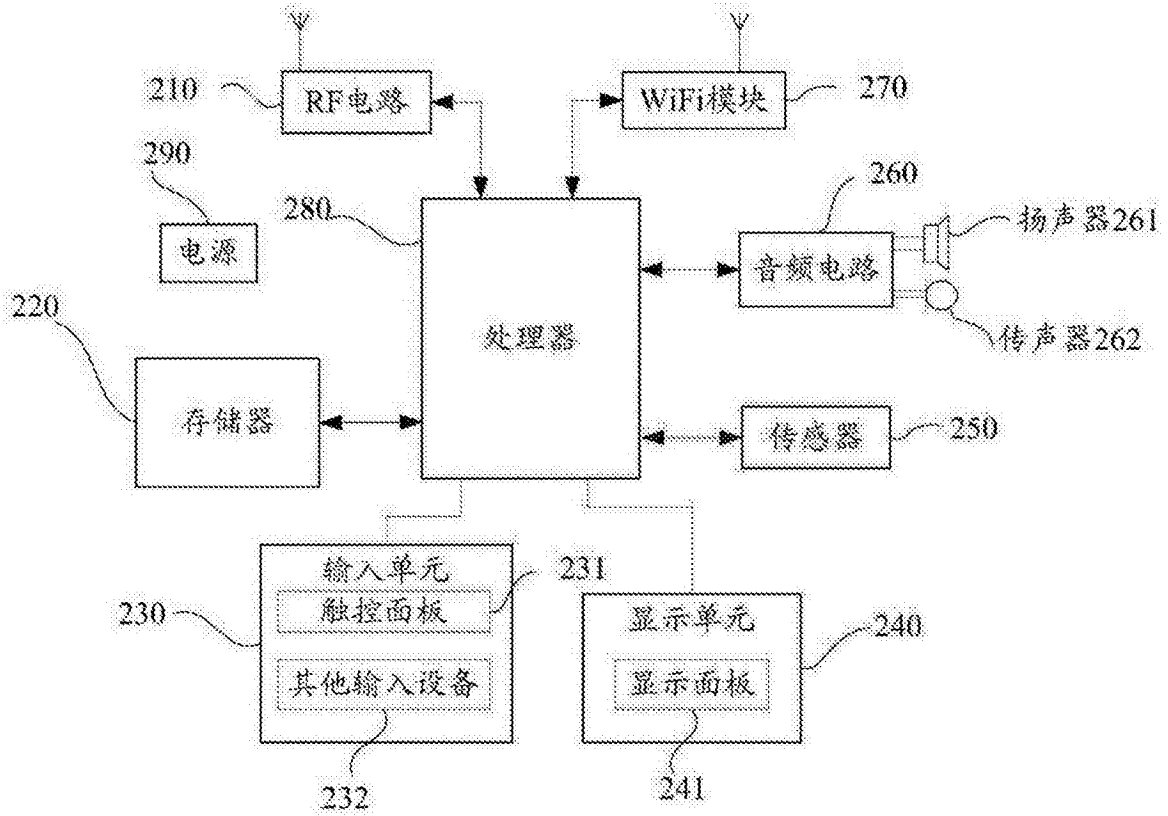 210
RF电路
WiFi模块
270
290
电源
280
处理器
260
音频电路
扬声器261
传声器262
220
存储器
传感器
250
230
输入单元
触控面板
231
其他输入设备
232
显示单元
240
显示面板
241